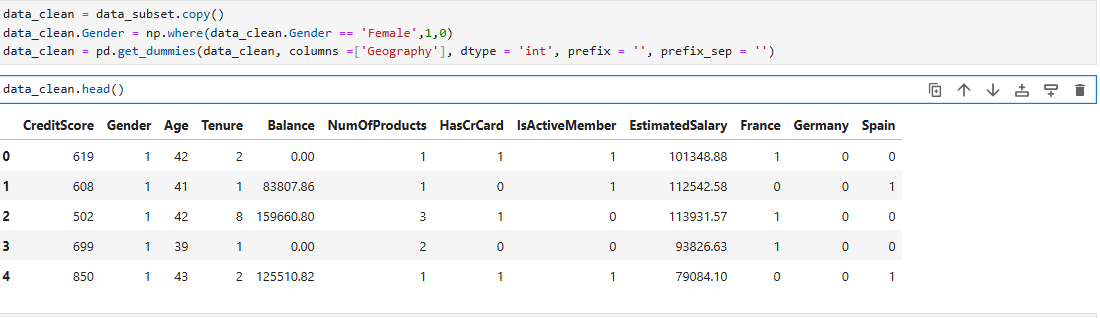 data_clean = data_subset.copy()
data_clean.Gender = np.where(data_clean.Gender == 'Female',1,0)
data_clean = pd.get_dummies(data_clean, columns =['Geography'], dtype = 'int', prefix = '', prefix_sep = '')
data_clean.head()
CreditScore Gender Age Tenure Balance NumOfProducts HasCrCard IsActiveMember EstimatedSalary France Germany Spain
0 619 1 42 2 0.00 1 1 1 101348.88 1 0 0
1 608 1 41 1 83807.86 1 0 1 112542.58 0 0 1
2 502 1 42 8 159660.80 3 1 0 113931.57 1 0 0
3 699 1 39 1 0.00 2 0 0 93826.63 1 0 0
4 850 1 43 2 125510.82 1 1 1 79084.10 0 0 1